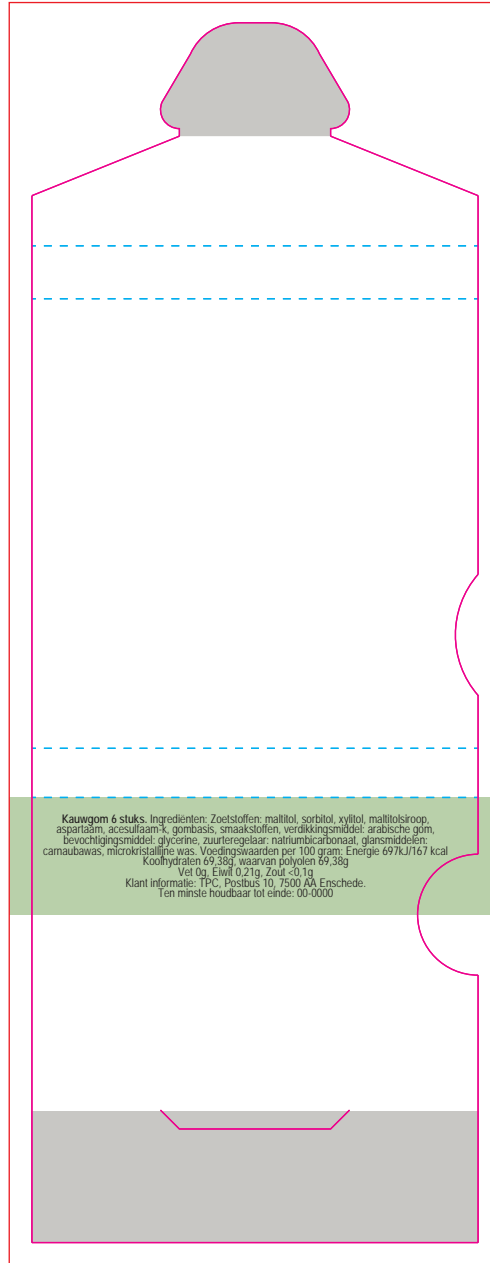 Kauwgom 6 stuks. Ingrediënten: Zoetstoffen: maltitol, sorbitol, xylitol, maltitolsiroop,
aspartaam, acesulfaam-k, gombasis, smaakstoffen, verdikkingsmiddel: arabische gom,
bevochtigingsmiddel: glycerine, zuurteregelaar: natriumbicarbonaat, glansmiddelen:
carnaubawas, microkristallijne was. Voedingswaarden per 100 gram: Energie 697kJ/167 kcal
Koolhydraten 69,38g, waarvan polyolen 69,38g
Vet 0g, Eiwit 0,21g, Zout <0,1g
Klant informatie: TPC, Postbus 10, 7500 AA Enschede.
Ten minste houdbaar tot einde: 00-0000